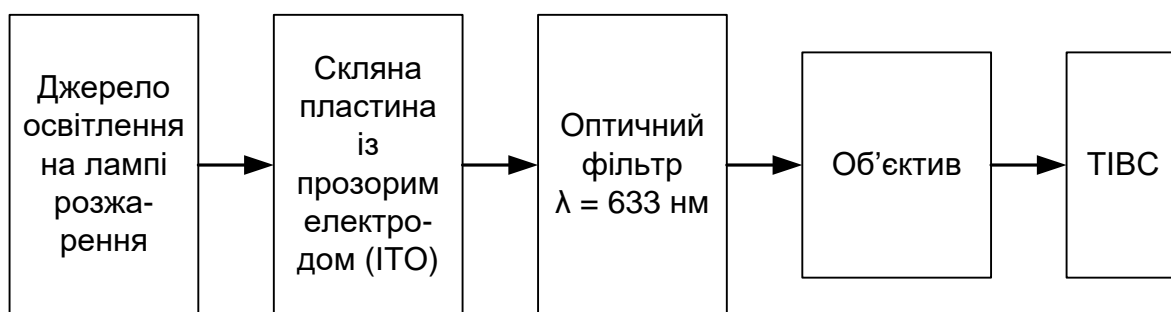 Джерело
освітлення
на лампі
розжа-
рення
Скляна
пластина
із
прозорим
електро-
дом (ІТО)
Оптичний
фільтр
λ = 633 нм
Об’єктив
ТІВС